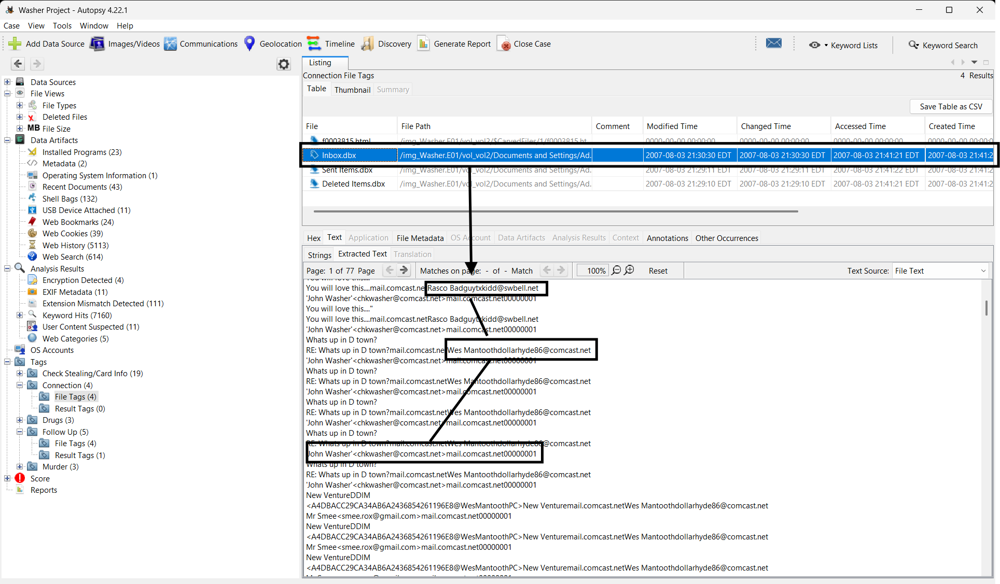 Washer Project - Autopsy 4.22.1
Case View Tools Window Help
Add Data Source Images/Videos Communications Geolocation Timeline Discovery Generate Report Close Case Keyword Lists Keyword Search
Data Sources
File Views
File Types
Deleted Files
MB File Size
Data Artifacts
Installed Programs (23)
Metadata (2)
Operating System Information (1)
Recent Documents (43)
Shell Bags (132)
USB Device Attached (11)
Web Bookmarks (24)
Web Cookies (39)
Web History (5113)
Web Search (614)
Analysis Results
Encryption Detected (4)
EXIF Metadata (11)
Extension Mismatch Detected (111)
Keyword Hits (7160)
User Content Suspected (11)
Web Categories (5)
OS Accounts
Tags
Check Stealing/Card Info (19)
Connection (4)
File Tags (4)
Result Tags (0)
Drugs (3)
Follow Up (5)
File Tags (4)
Result Tags (1)
Murder (3)
Score
Reports
Listing
Connection File Tags 4 Results
Table Thumbnail Summary
Save Table as CSV
File File Path Comment Modified Time Changed Time Accessed Time Created Time
f0003815.html /img_Washer.E01/vol_vol2/$CarvedFiles/1/f0003815.ht... 0000-00-00 00:00:00 0000-00-00 00:00:00 0000-00-00 00:00:00 0000-00-00 00:00:0
Inbox.dbx /img_Washer.E01/vol_vol2/Documents and Settings/Ad... 2007-08-03 21:30:30 EDT 2007-08-03 21:30:30 EDT 2007-08-03 21:41:21 EDT 2007-08-03 21:41:2
Sent Items.dbx /img_Washer.E01/vol_vol2/Documents and Settings/Ad... 2007-08-03 21:29:11 EDT 2007-08-03 21:29:11 EDT 2007-08-03 21:41:22 EDT 2007-08-03 21:41:2
Deleted Items.dbx /img_Washer.E01/vol_vol2/Documents and Settings/Ad... 2007-08-03 21:29:10 EDT 2007-08-03 21:29:10 EDT 2007-08-03 21:41:21 EDT 2007-08-03 21:41:2
Hex Text Application File Metadata OS Account Data Artifacts Analysis Results Context Annotations Other Occurrences
Strings Extracted Text Translation
Page: 1 of 77 Page Matches on page: - of - Match 100% Reset Text Source: File Text
You will love this....
You will love this....mail.comcast.netRasco Badguytxkidd@swbell.net
'John Washer'<chkwasher@comcast.net>mail.comcast.net00000001
You will love this...."
You will love this....mail.comcast.netRasco Badguytxkidd@swbell.net
'John Washer'<chkwasher@comcast.net>mail.comcast.net00000001
Whats up in D town?
RE: Whats up in D town?mail.comcast.netWes Mantoothdollarhyde86@comcast.net
'John Washer'<chkwasher@comcast.net>mail.comcast.net00000001
Whats up in D town?
RE: Whats up in D town?mail.comcast.netWes Mantoothdollarhyde86@comcast.net
'John Washer'<chkwasher@comcast.net>mail.comcast.net00000001
Whats up in D town?
RE: Whats up in D town?mail.comcast.netWes Mantoothdollarhyde86@comcast.net
'John Washer'<chkwasher@comcast.net>mail.comcast.net00000001
Whats up in D town?
RE: Whats up in D town?mail.comcast.netWes Mantoothdollarhyde86@comcast.net
'John Washer'<chkwasher@comcast.net>mail.comcast.net00000001
Whats up in D town?
RE: Whats up in D town?mail.comcast.netWes Mantoothdollarhyde86@comcast.net
'John Washer'<chkwasher@comcast.net>mail.comcast.net00000001
New VentureDDIM
<A4DBACC29CA34AB6A2436854261196E8@WesMantoothPC>New Venturemail.comcast.netWes Mantoothdollarhyde86@comcast.net
Mr Smee<smee.rox@gmail.com>mail.comcast.net00000001
New VentureDDIM
<A4DBACC29CA34AB6A2436854261196E8@WesMantoothPC>New Venturemail.comcast.netWes Mantoothdollarhyde86@comcast.net
Mr Smee<smee.rox@gmail.com>mail.comcast.net00000001
New VentureDDIM
<A4DBACC29CA34AB6A2436854261196E8@WesMantoothPC>New Venturemail.comcast.netWes Mantoothdollarhyde86@comcast.net